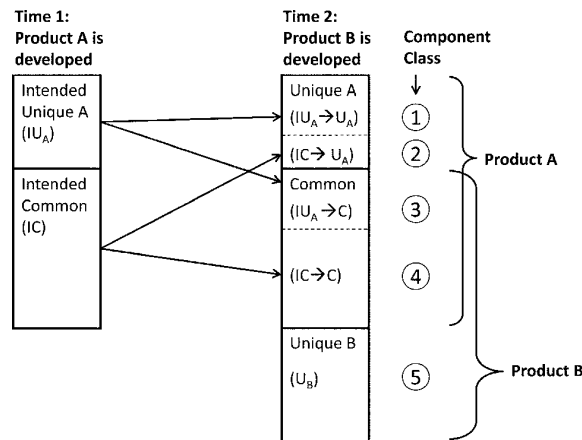 Time 1:
Product A is
developed
Time 2:
Product B is
developed
Component
Class
Intended
Unique A
(IU_A)
Intended
Common
(IC)
Unique A
(IU_A→U_A)
(IC→ U_A)
Common
(IU_A→C)
(IC→C)
Unique B
(U_B)
1
2
3
4
5
Product A
Product B